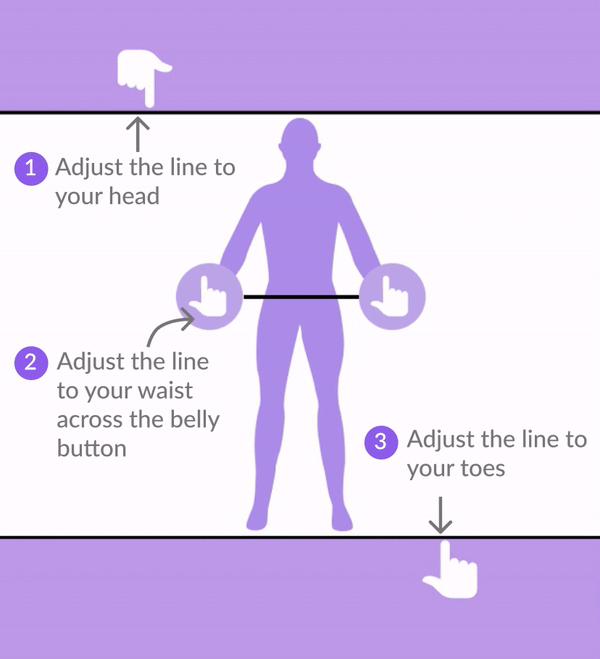 1 Adjust the line to
your head
2 Adjust the line
to your waist
across the belly
button
3 Adjust the line to
your toes